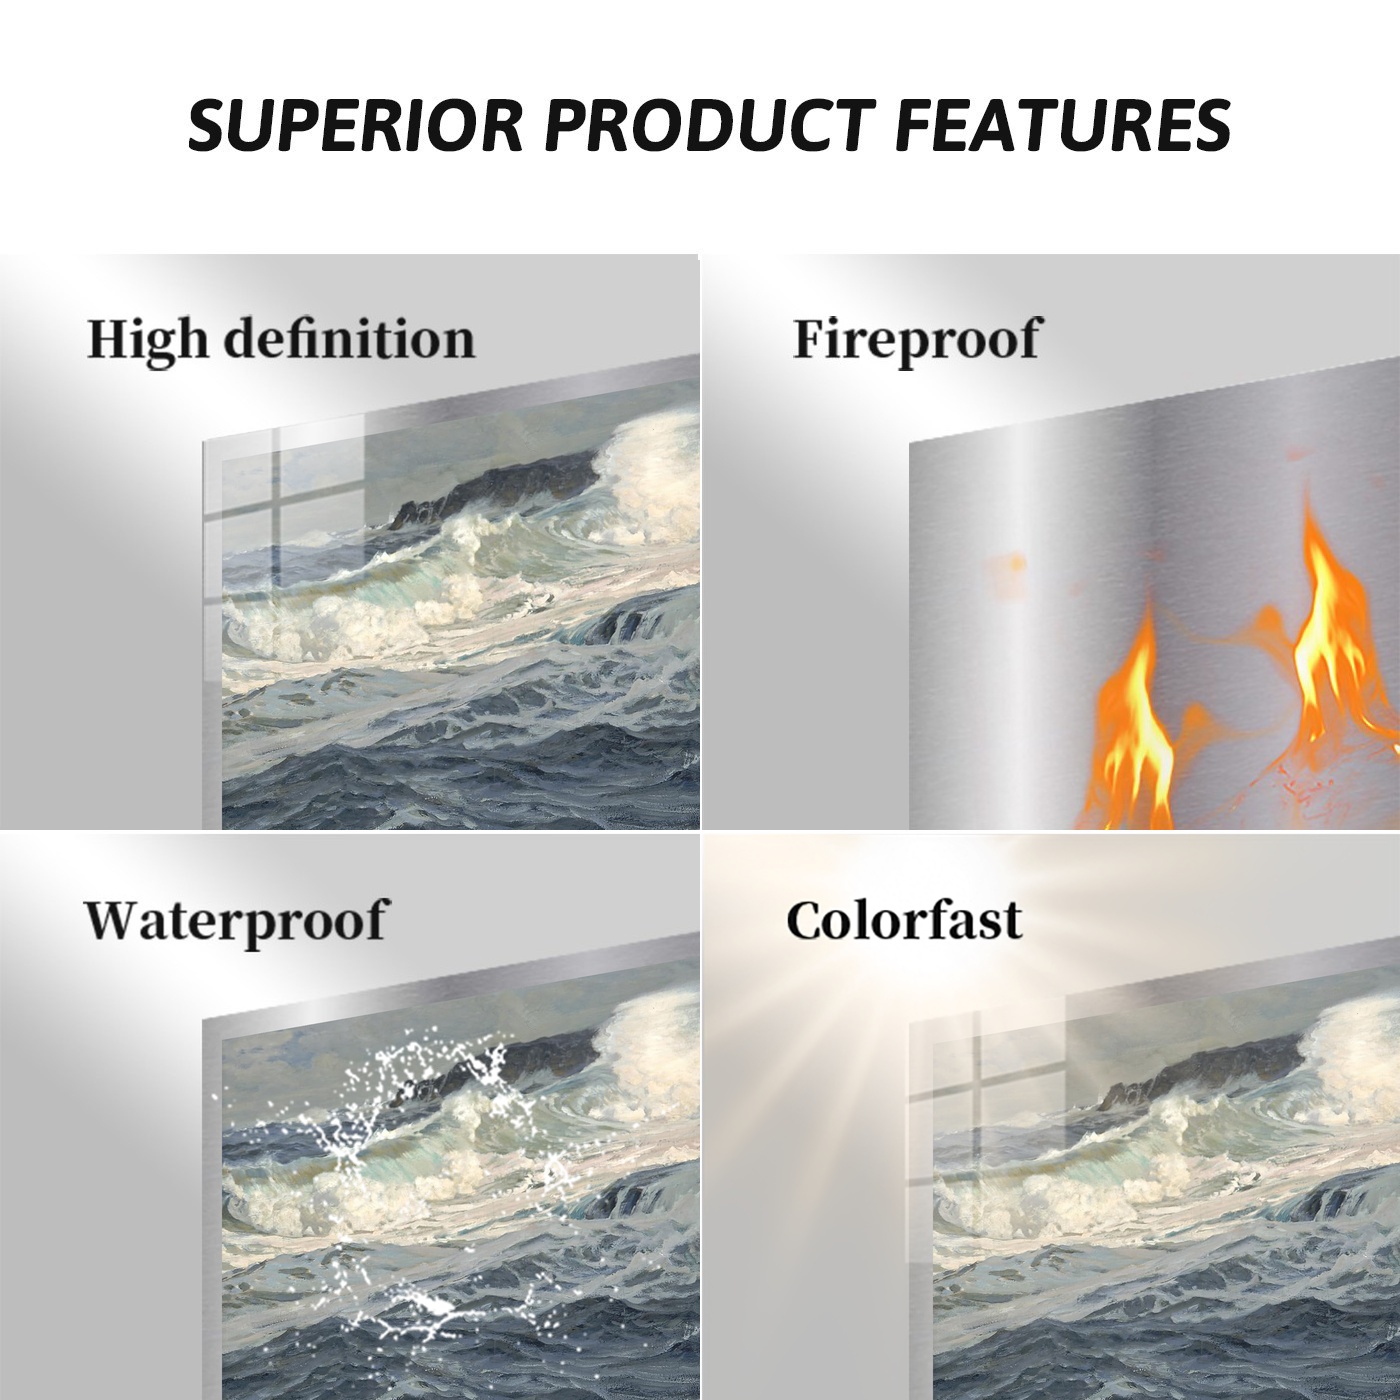 SUPERIOR PRODUCT FEATURES
High definition
Fireproof
Waterproof
Colorfast